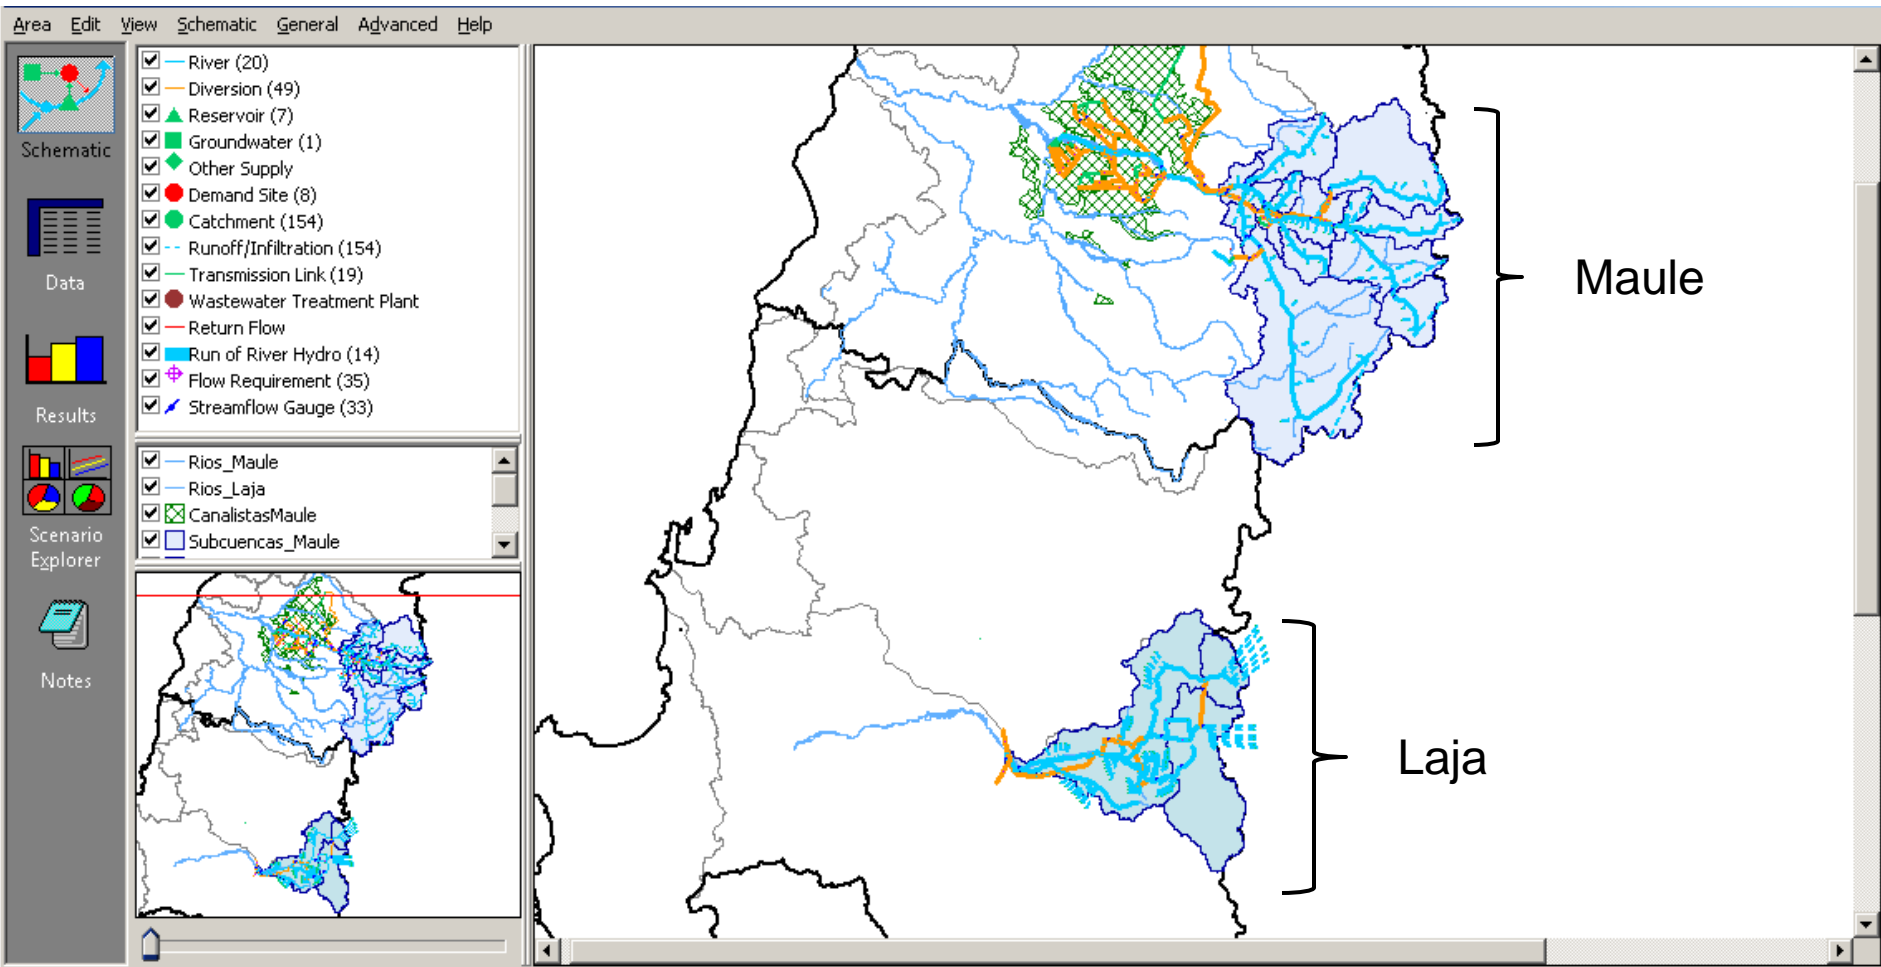 Area Edit View Schematic General Advanced Help
Schematic
Data
Results
Scenario
Explorer
Notes
River (20)
Diversion (49)
Reservoir (7)
Groundwater (1)
Other Supply
Demand Site (8)
Catchment (154)
Runoff/Infiltration (154)
Transmission Link (19)
Wastewater Treatment Plant
Return Flow
Run of River Hydro (14)
Flow Requirement (35)
Streamflow Gauge (33)
Rios_Maule
Rios_Laja
CanalistasMaule
Subcuencas_Maule
Maule
Laja